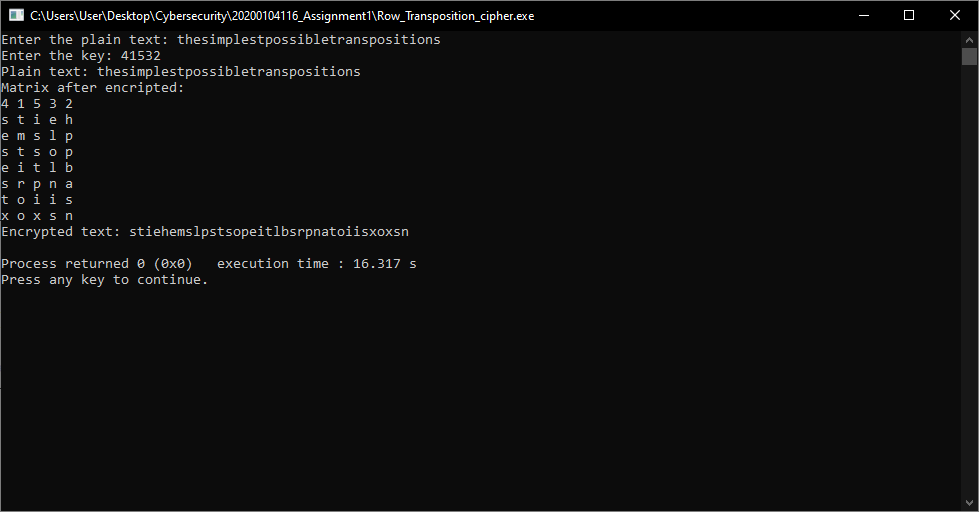 C:\Users\User\Desktop\Cybersecurity\20200104116_Assignment1\Row_Transposition_cipher.exe
Enter the plain text: thesimplestpossibletranspositions
Enter the key: 41532
Plain text: thesimplestpossibletranspositions
Matrix after encripted:
4 1 5 3 2
s t i e h
e m s l p
s t s o p
e i t l b
s r p n a
t o i i s
x o x s n
Encrypted text: stiehemslpstsopeitlbsrpnatoiisxoxsn
Process returned 0 (0x0)   execution time : 16.317 s
Press any key to continue.